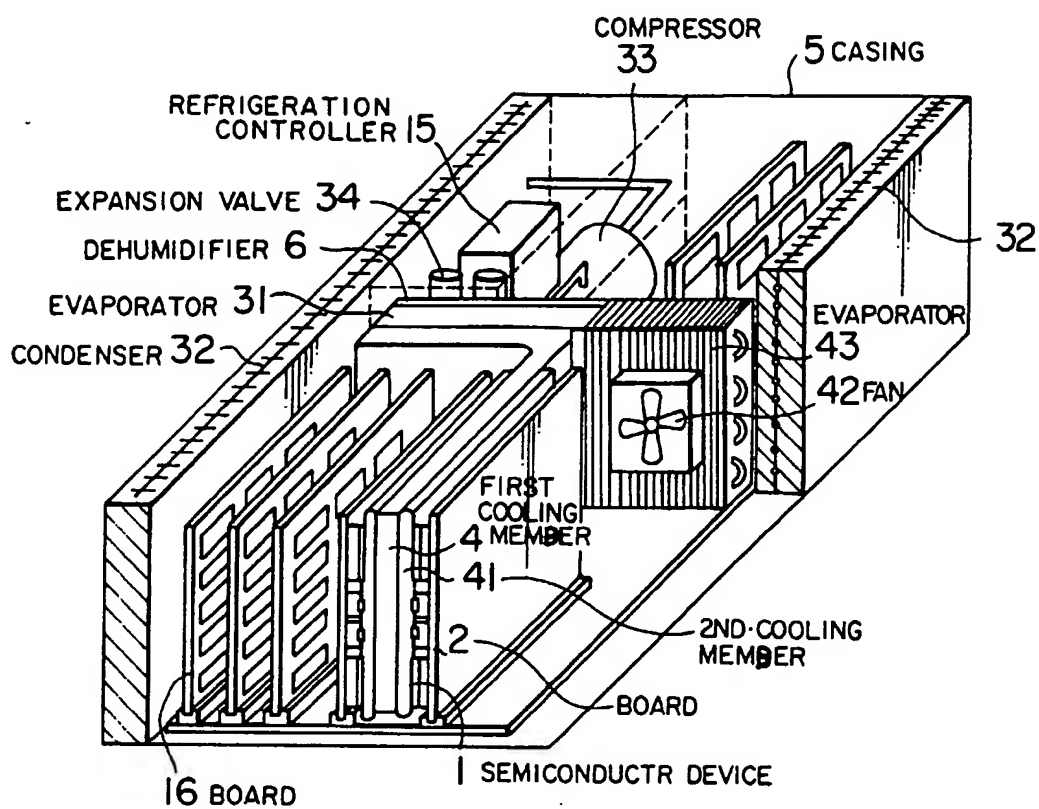 COMPRESSOR
33
5 CASING
REFRIGERATION
CONTROLLER 15
EXPANSION VALVE 34
DEHUMIDIFIER 6
32
EVAPORATOR 31
EVAPORATOR
43
CONDENSER 32
42 FAN
FIRST
COOLING
MEMBER
4
41
2ND·COOLING
MEMBER
2
BOARD
1 SEMICONDUCTR DEVICE
16 BOARD